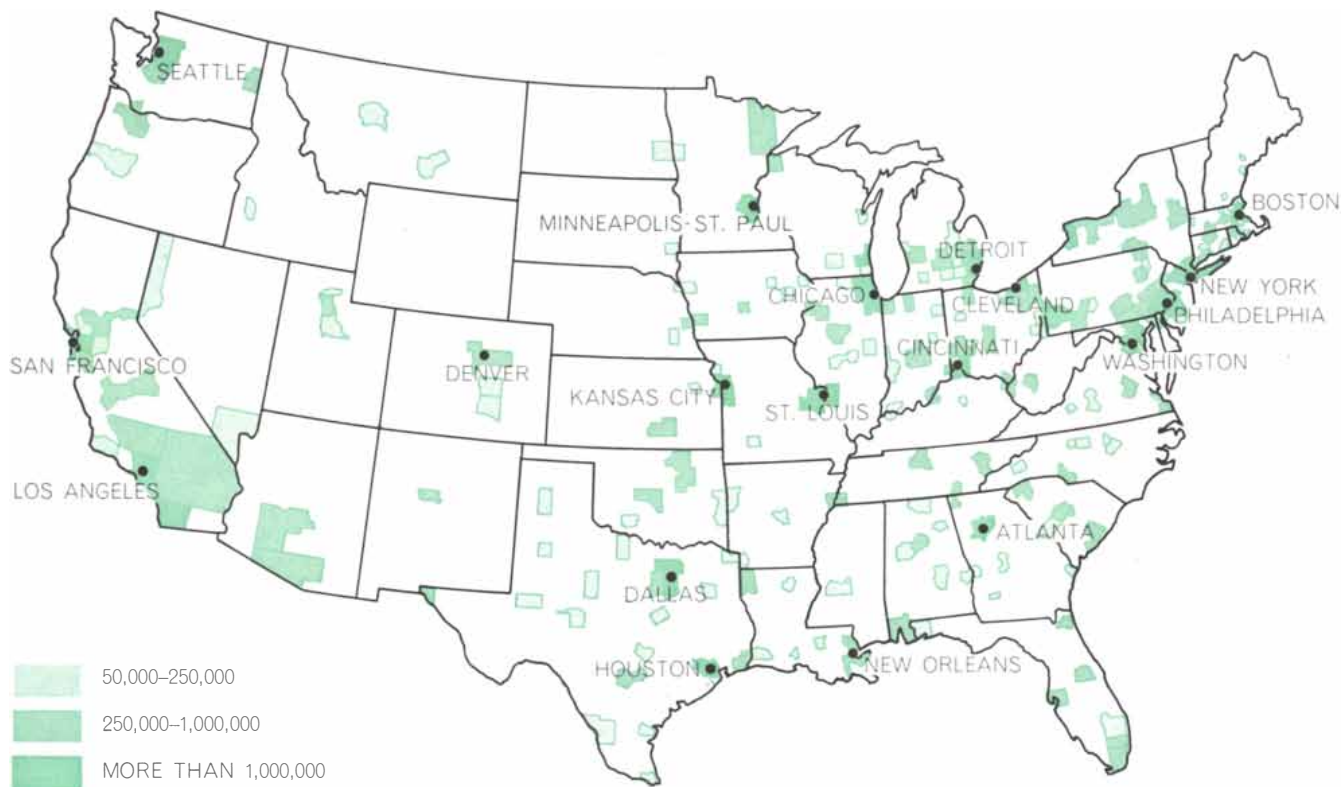 SEATTLE
MINNEAPOLIS-ST. PAUL
BOSTON
DETROIT
NEW YORK
CHICAGO
CLEVELAND
PHILADELPHIA
CINCINNATI
WASHINGTON
SAN FRANCISCO
DENVER
KANSAS CITY
ST. LOUIS
LOS ANGELES
ATLANTA
DALLAS
HOUSTON
NEW ORLEANS
50,000–250,000
250,000–1,000,000
MORE THAN 1,000,000